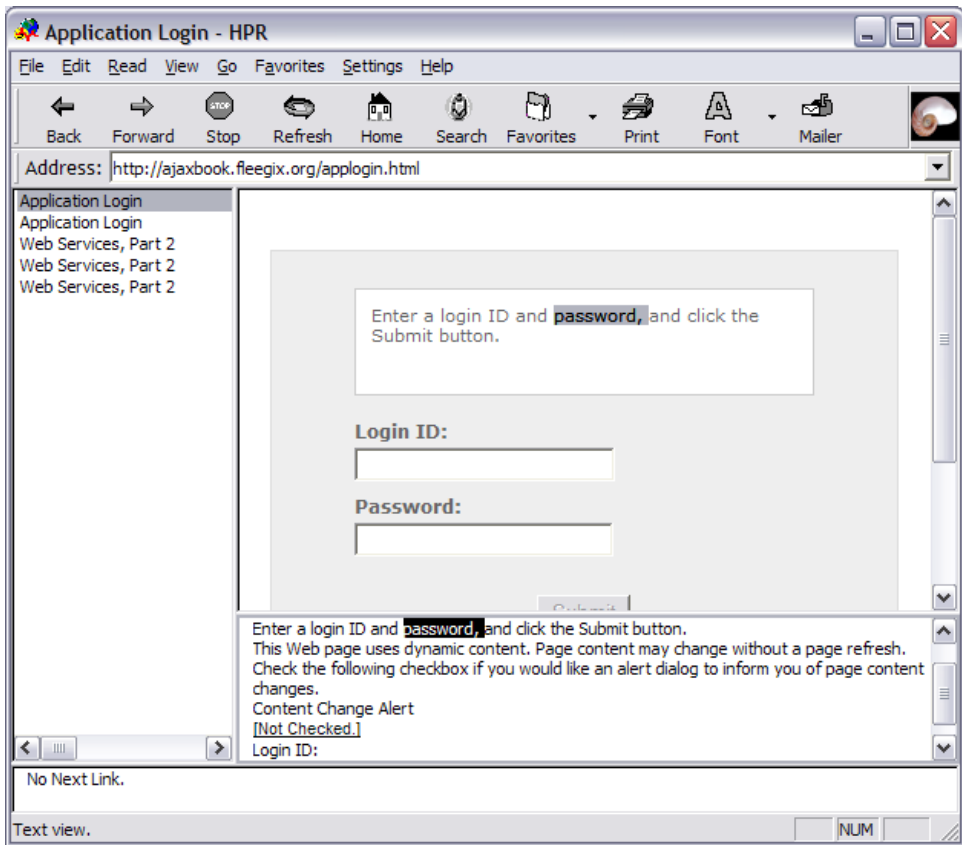 Application Login - HPR
File Edit Read View Go Favorites Settings Help
STOP
Back Forward Stop Refresh Home Search Favorites Print Font Mailer
Address: http://ajaxbook.fleegix.org/applogin.html
Application Login
Application Login
Web Services, Part 2
Web Services, Part 2
Web Services, Part 2
Enter a login ID and password, and click the
Submit button.
Login ID:
Password:
Submit
Enter a login ID and password, and click the Submit button.
This Web page uses dynamic content. Page content may change without a page refresh.
Check the following checkbox if you would like an alert dialog to inform you of page content
changes.
Content Change Alert
[Not Checked.]
Login ID:
No Next Link.
Text view. NUM